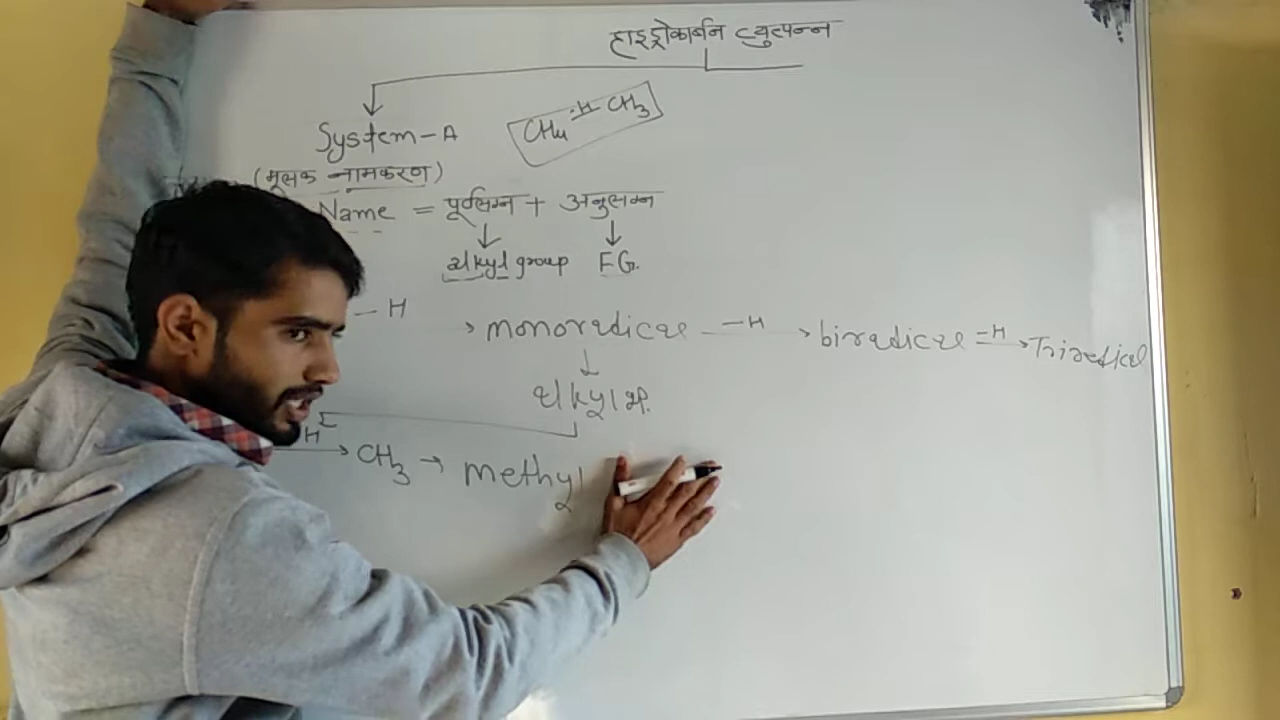 हाइड्रोकार्बन व्युत्पन्न
System-A
CH4 -H CH3
(मूलक नामकरण)
Name = पूर्वलग्न + अनुलग्न
alkyl group F.G.
-H
monoradical -H biradical -H Triradical
alkyl
H CH3 → methyl